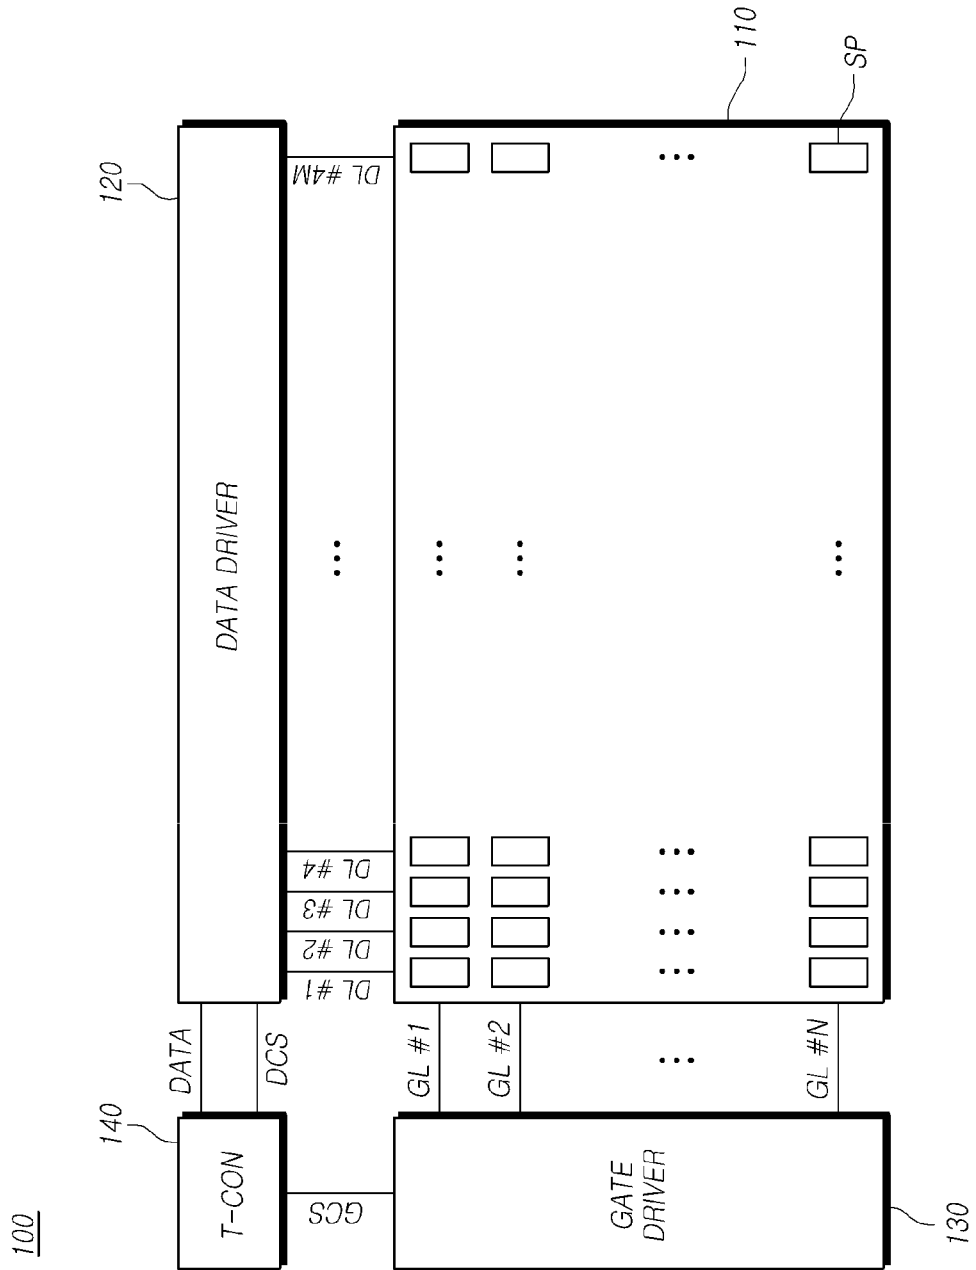 100
140
T-CON
DATA
DCS
120
DATA DRIVER
GCS
DL #1
DL #2
DL #3
DL #4
...
DL #4M
130
GATE
DRIVER
GL #1
...
...
GL #2
...
...
...
...
...
...
...
GL #N
...
110
SP